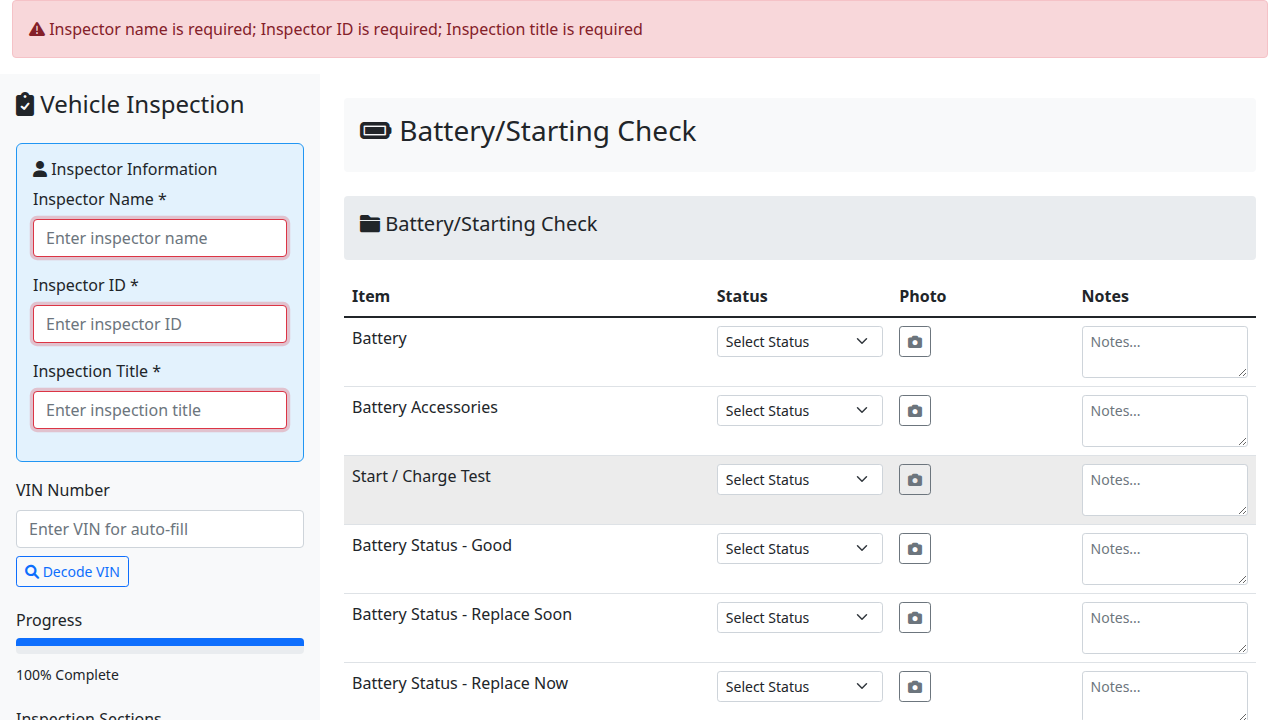 Inspector name is required; Inspector ID is required; Inspection title is required
Vehicle Inspection
Inspector Information
Inspector Name *
Enter inspector name
Inspector ID *
Enter inspector ID
Inspection Title *
Enter inspection title
VIN Number
Enter VIN for auto-fill
Decode VIN
Progress
100% Complete
Inspection Sections
Battery/Starting Check
Battery/Starting Check
Item Status Photo Notes
Battery Select Status Notes...
Battery Accessories Select Status Notes...
Start / Charge Test Select Status Notes...
Battery Status - Good Select Status Notes...
Battery Status - Replace Soon Select Status Notes...
Battery Status - Replace Now Select Status Notes...